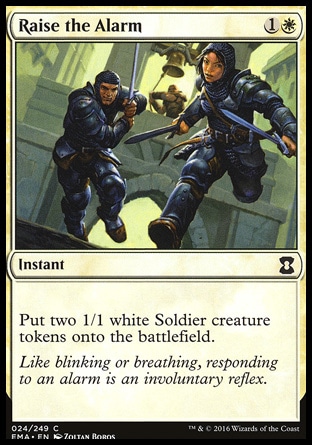 Raise the Alarm 1
Instant
Put two 1/1 white Soldier creature
tokens onto the battlefield.
Like blinking or breathing, responding
to an alarm is an involuntary reflex.
024/249 C
EMA • EN Zoltan Boros ™ & © 2016 Wizards of the Coast